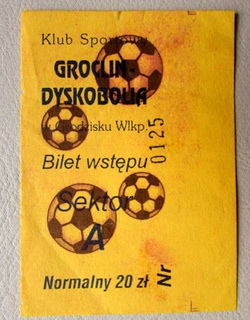 Klub Sportowy
GROCLIN-
DYSKOBOLIA
w Grodzisku Wlkp.
Bilet wstępu
Sektor
A
Normalny 20 zł
Nr 0125